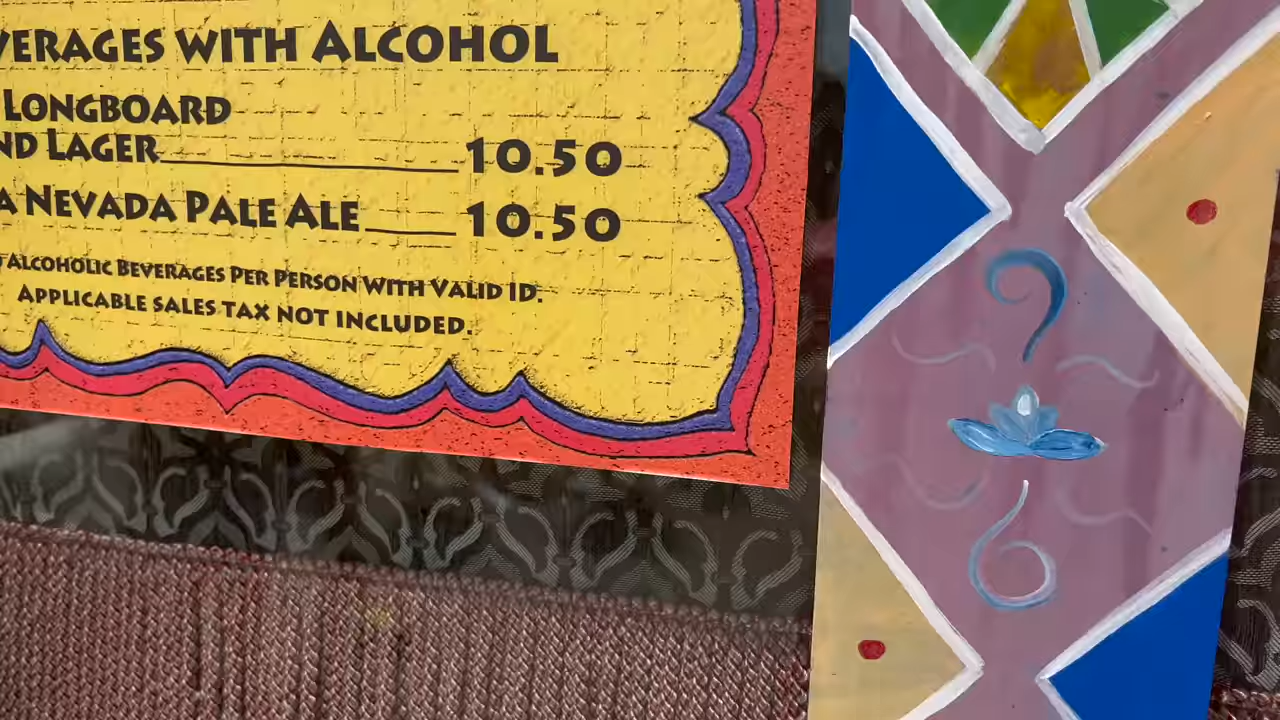 VERAGES WITH ALCOHOL
LONGBOARD
ND LAGER 10.50
A NEVADA PALE ALE 10.50
ALCOHOLIC BEVERAGES PER PERSON WITH VALID ID.
APPLICABLE SALES TAX NOT INCLUDED.